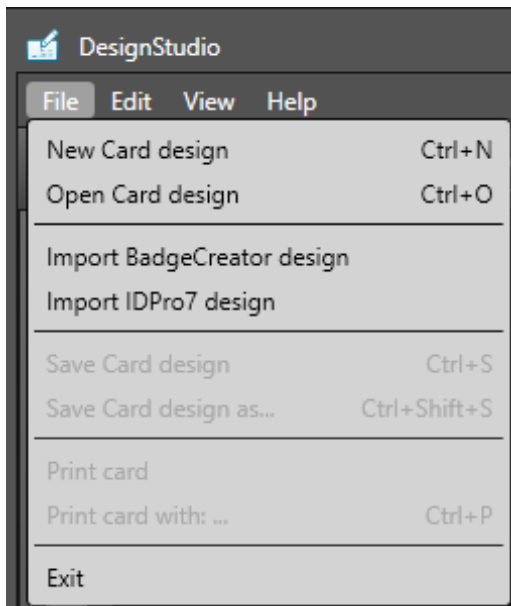 DesignStudio
File Edit View Help
New Card design Ctrl+N
Open Card design Ctrl+O
Import BadgeCreator design
Import IDPro7 design
Save Card design Ctrl+S
Save Card design as... Ctrl+Shift+S
Print card
Print card with: ... Ctrl+P
Exit